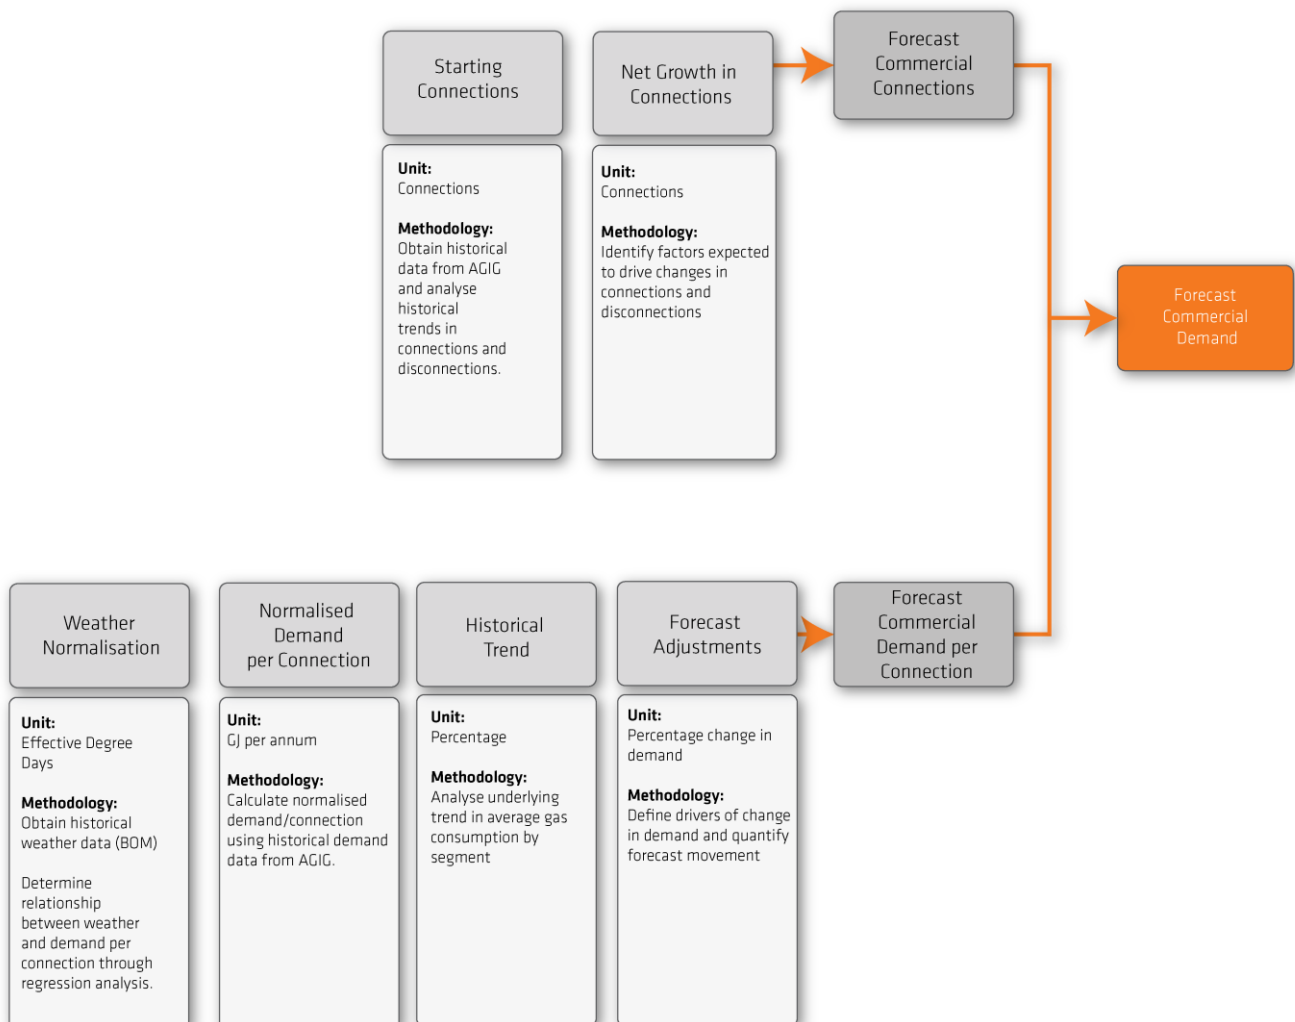 Starting
Connections
Unit:
Connections
Methodology:
Obtain historical
data from AGIG
and analyse
historical
trends in
connections and
disconnections.
Net Growth in
Connections
Unit:
Connections
Methodology:
Identify factors expected
to drive changes in
connections and
disconnections
Forecast
Commercial
Connections
Forecast
Commercial
Demand
Weather
Normalisation
Unit:
Effective Degree
Days
Methodology:
Obtain historical
weather data (BOM)
Determine
relationship
between weather
and demand per
connection through
regression analysis.
Normalised
Demand
per Connection
Unit:
GJ per annum
Methodology:
Calculate normalised
demand/connection
using historical demand
data from AGIG.
Historical
Trend
Unit:
Percentage
Methodology:
Analyse underlying
trend in average gas
consumption by
segment
Forecast
Adjustments
Unit:
Percentage change in
demand
Methodology:
Define drivers of change
in demand and quantify
forecast movement
Forecast
Commercial
Demand per
Connection